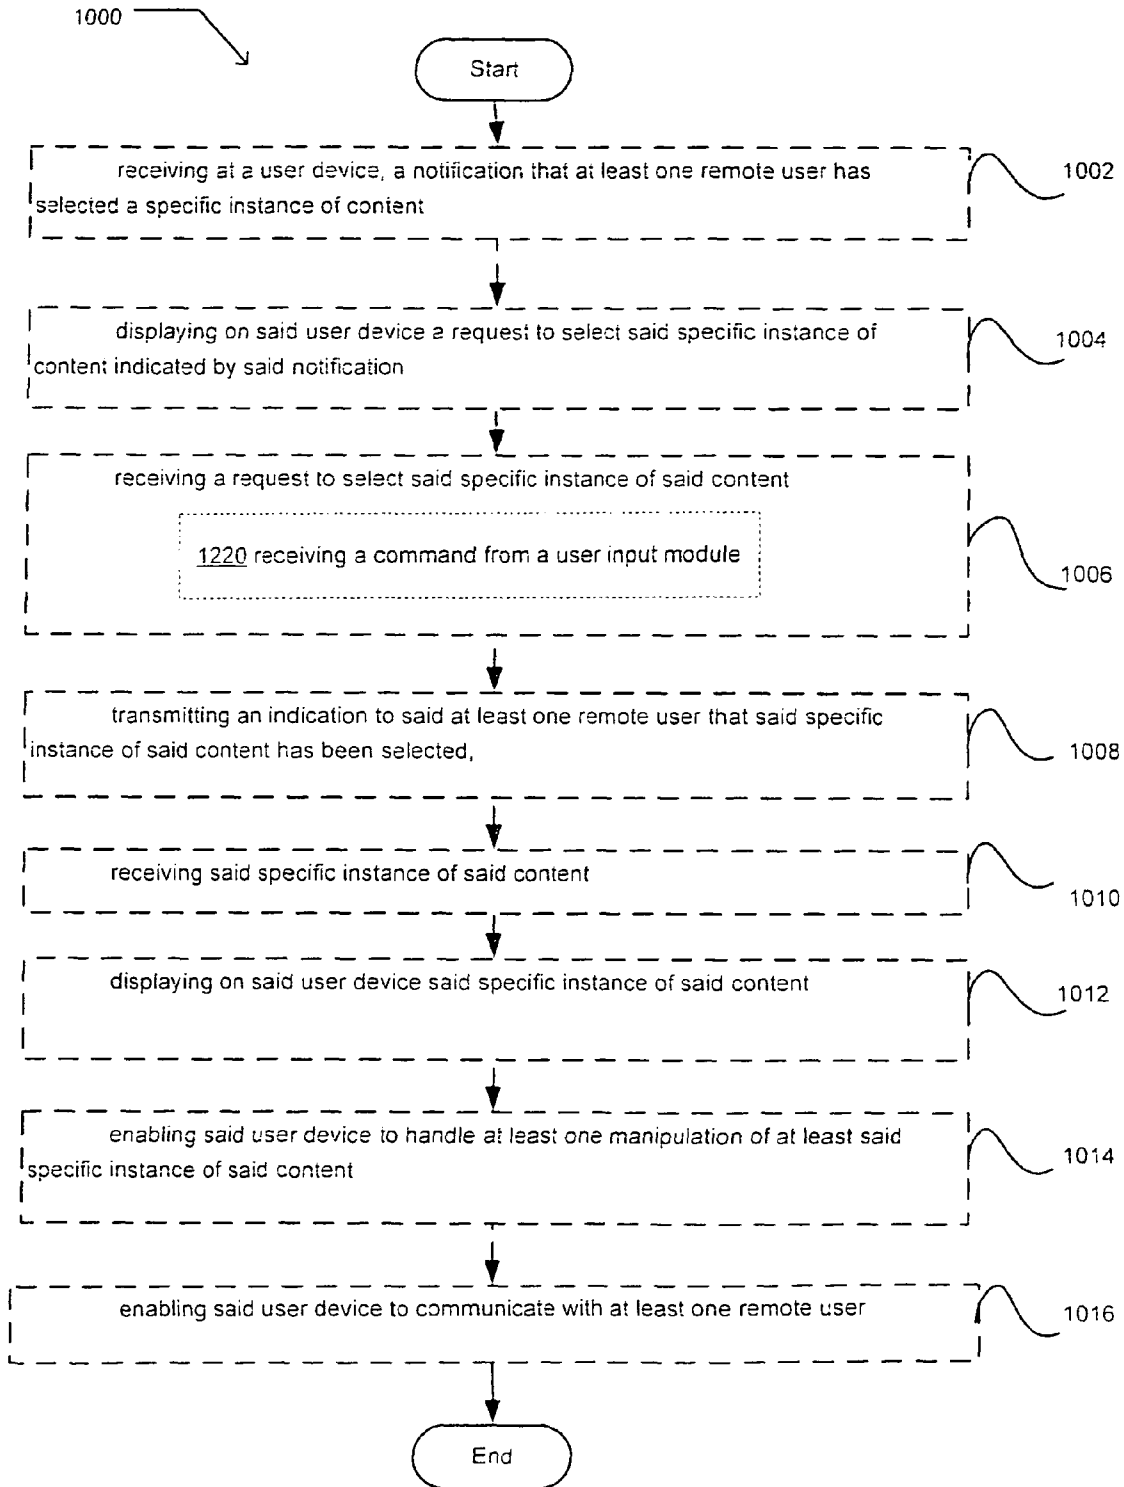 1000
Start
receiving at a user device, a notification that at least one remote user has
selected a specific instance of content
1002
displaying on said user device a request to select said specific instance of
content indicated by said notification
1004
receiving a request to select said specific instance of said content
1220 receiving a command from a user input module
1006
transmitting an indication to said at least one remote user that said specific
instance of said content has been selected,
1008
receiving said specific instance of said content
1010
displaying on said user device said specific instance of said content
1012
enabling said user device to handle at least one manipulation of at least said
specific instance of said content
1014
enabling said user device to communicate with at least one remote user
1016
End